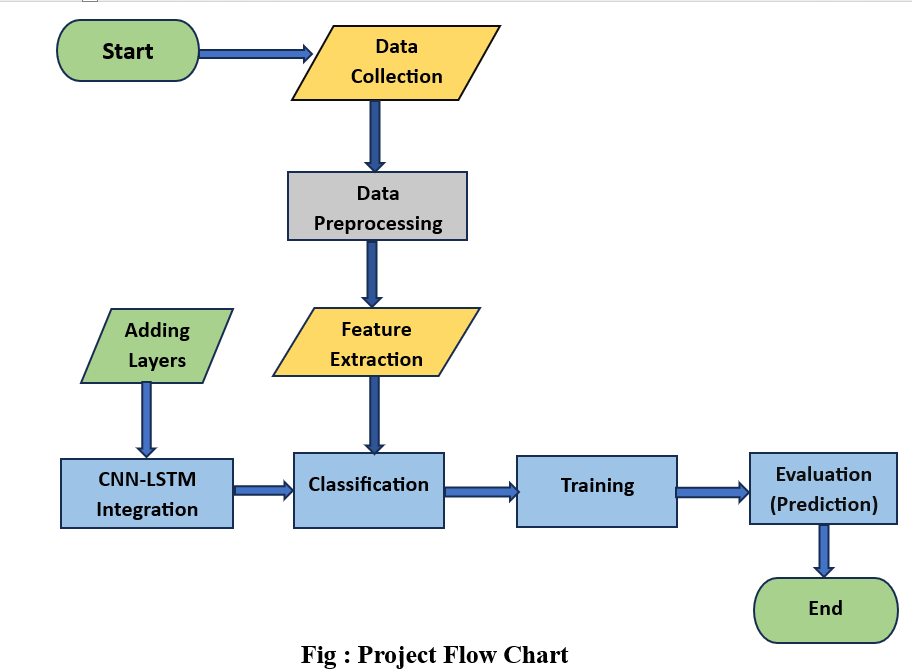 Start
Data
Collection
Data
Preprocessing
Adding
Layers
Feature
Extraction
CNN-LSTM
Integration
Classification
Training
Evaluation
(Prediction)
End
Fig : Project Flow Chart